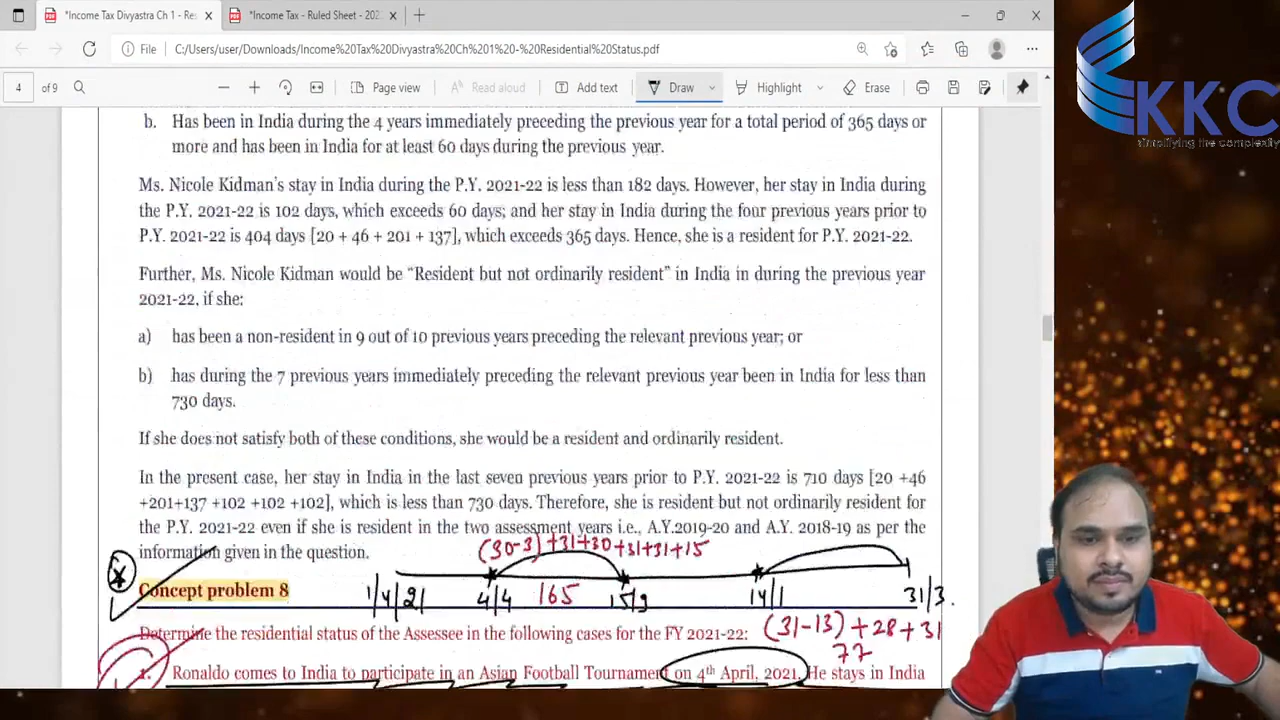 *Income Tax Divyastra Ch 1 - Res
*Income Tax - Ruled Sheet - 202
File
C:/Users/user/Downloads/Income%20Tax%20Divyastra%20Ch%201%20-%20Residential%20Status.pdf
4 of 9
Page view
Read aloud
Add text
Draw
Highlight
Erase
KKC
simplifying the complexity
b. Has been in India during the 4 years immediately preceding the previous year for a total period of 365 days or
more and has been in India for at least 60 days during the previous year.
Ms. Nicole Kidman's stay in India during the P.Y. 2021-22 is less than 182 days. However, her stay in India during
the P.Y. 2021-22 is 102 days, which exceeds 60 days; and her stay in India during the four previous years prior to
P.Y. 2021-22 is 404 days [20 + 46 + 201 + 137], which exceeds 365 days. Hence, she is a resident for P.Y. 2021-22.
Further, Ms. Nicole Kidman would be “Resident but not ordinarily resident” in India in during the previous year
2021-22, if she:
a) has been a non-resident in 9 out of 10 previous years preceding the relevant previous year; or
b) has during the 7 previous years immediately preceding the relevant previous year been in India for less than
730 days.
If she does not satisfy both of these conditions, she would be a resident and ordinarily resident.
In the present case, her stay in India in the last seven previous years prior to P.Y. 2021-22 is 710 days [20 +46
+201+137 +102 +102 +102], which is less than 730 days. Therefore, she is resident but not ordinarily resident for
the P.Y. 2021-22 even if she is resident in the two assessment years i.e., A.Y.2019-20 and A.Y. 2018-19 as per the
information given in the question.
(30-3)+31+30+31+31+15
Concept problem 8
1/4/21 4/4 165 15/9 14/1 31/3.
Determine the residential status of the Assessee in the following cases for the FY 2021-22:
(31-13)+28+31
77
1. Ronaldo comes to India to participate in an Asian Football Tournament on 4th April, 2021. He stays in India